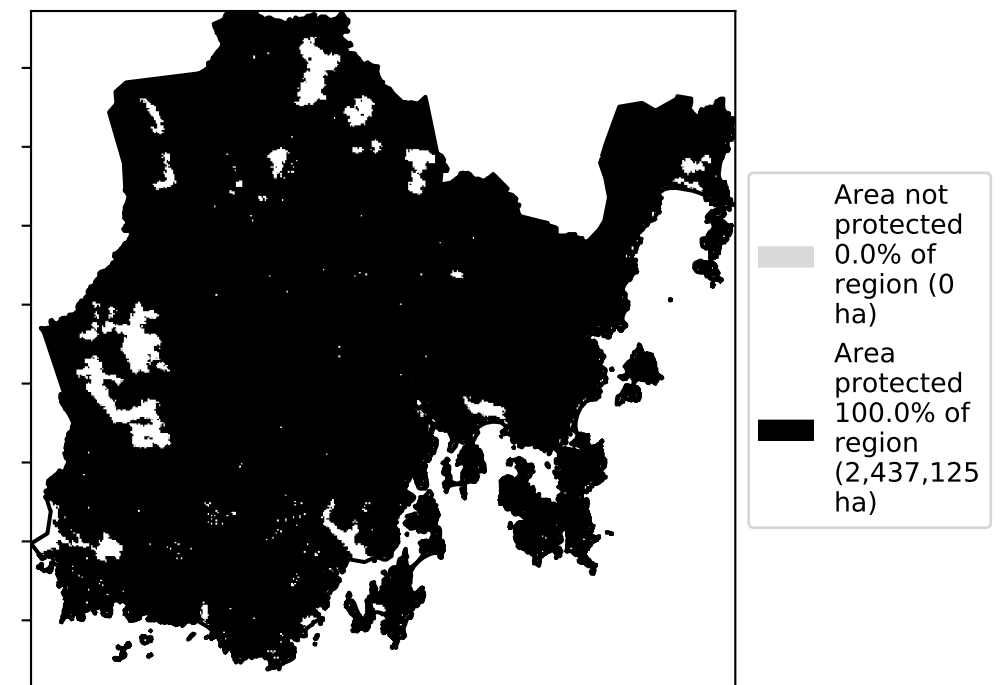 Area not
protected
0.0% of
region (0
ha)
Area
protected
100.0% of
region
(2,437,125
ha)